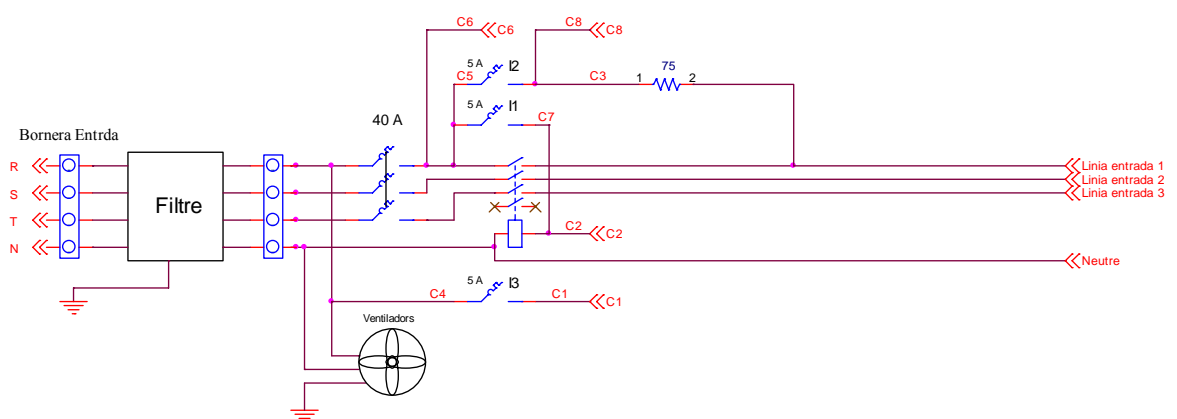 C6
C6
C8
C8
5 A
I2
C5
C3
1
75
2
5 A
I1
C7
40 A
Bornera Entrda
R
S
T
N
Filtre
Linia entrada 1
Linia entrada 2
Linia entrada 3
C2
C2
Neutre
5 A
I3
C4
C1
C1
Ventiladors